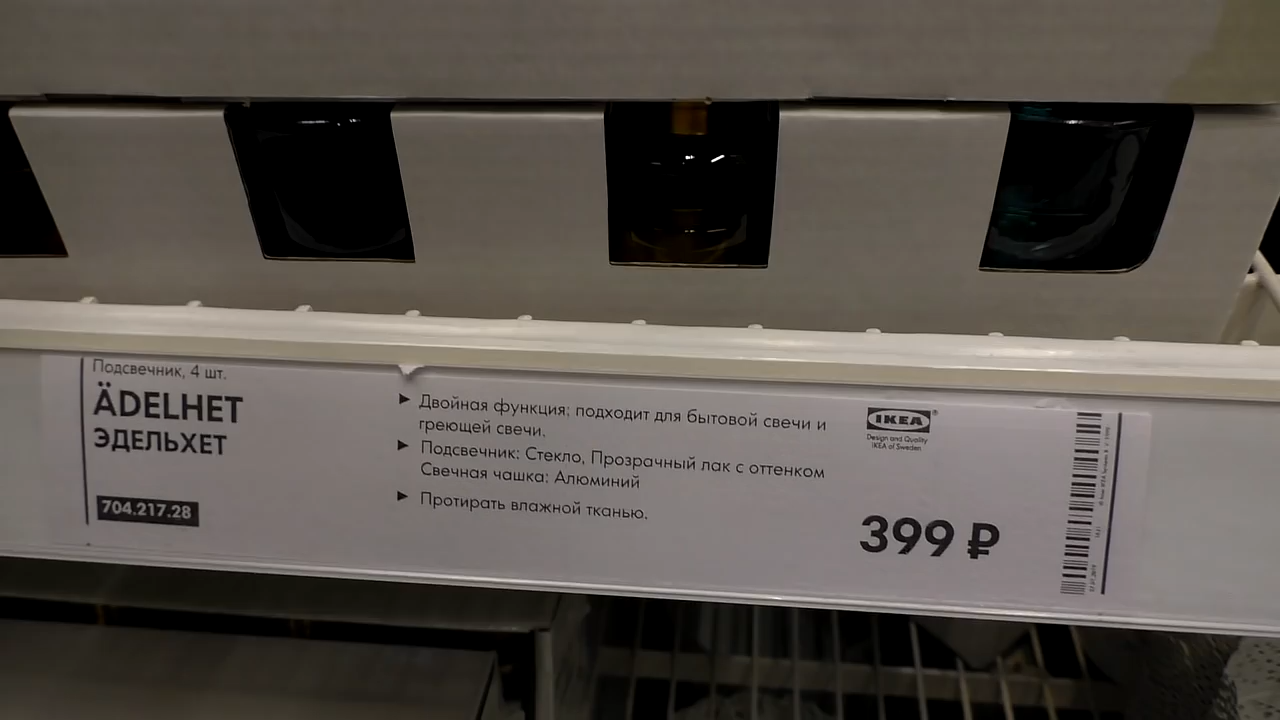 Подсвечник, 4 шт.
ÄDELHET
ЭДЕЛЬХЕТ
704.217.28
Двойная функция; подходит для бытовой свечи и
греющей свечи.
Подсвечник: Стекло, Прозрачный лак с оттенком
Свечная чашка: Алюминий
Протирать влажной тканью.
IKEA
Design and Quality
IKEA of Sweden
399 ₽